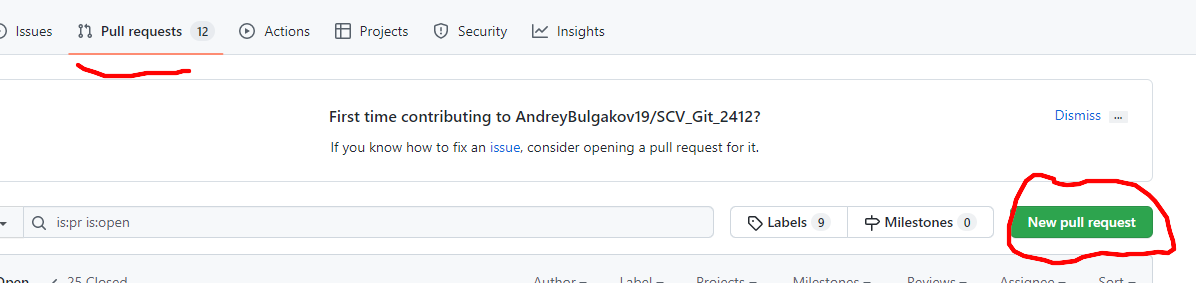 Issues Pull requests 12 Actions Projects Security Insights
First time contributing to AndreyBulgakov19/SCV_Git_2412?
Dismiss ...
If you know how to fix an issue, consider opening a pull request for it.
is:pr is:open Labels 9 Milestones 0 New pull request
Open 25 Closed Author Label Projects Milestones Reviews Assignee Sort